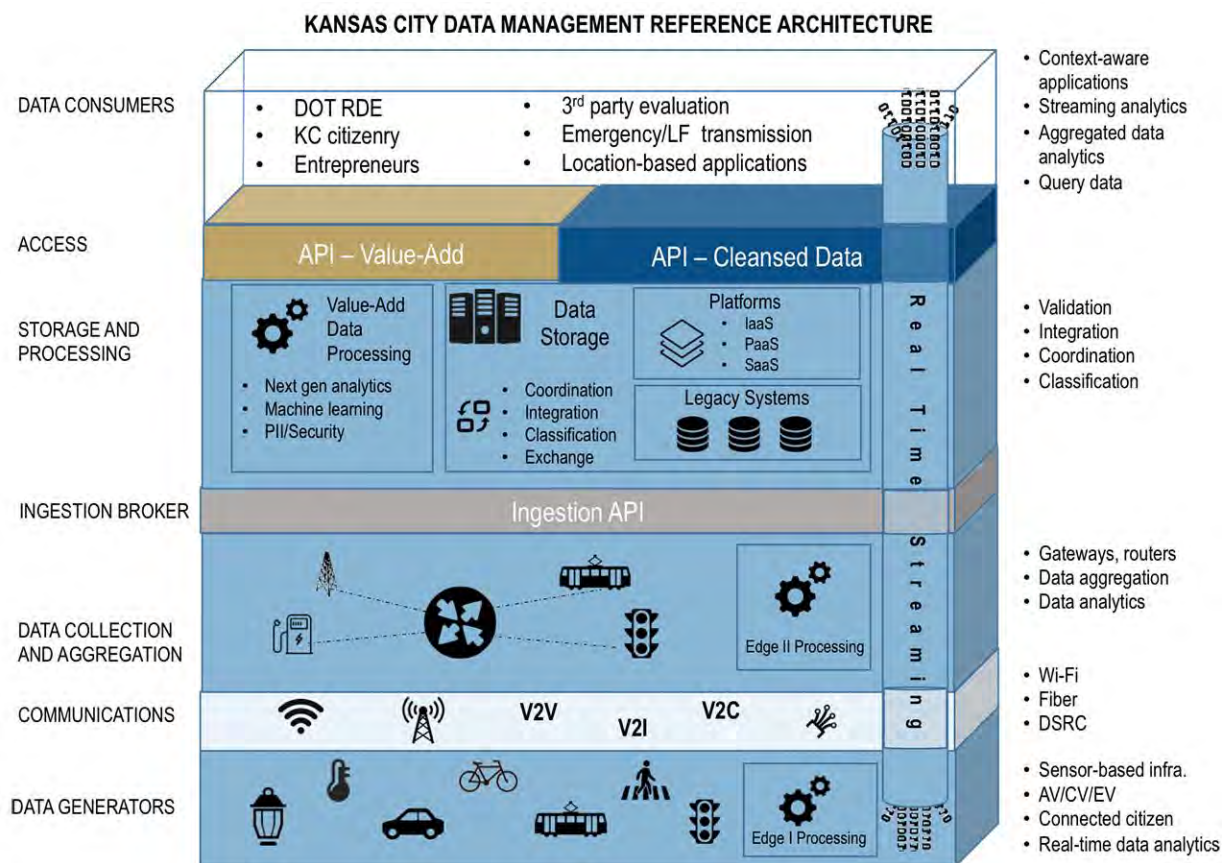 KANSAS CITY DATA MANAGEMENT REFERENCE ARCHITECTURE
DATA CONSUMERS
• DOT RDE
• KC citizenry
• Entrepreneurs
• 3rd party evaluation
• Emergency/LF transmission
• Location-based applications
• Context-aware
applications
• Streaming analytics
• Aggregated data
analytics
• Query data
ACCESS
API – Value-Add
API – Cleansed Data
STORAGE AND
PROCESSING
Value-Add
Data
Processing
• Next gen analytics
• Machine learning
• PII/Security
Data
Storage
• Coordination
• Integration
• Classification
• Exchange
Platforms
• IaaS
• PaaS
• SaaS
Legacy Systems
Real Time Streaming
• Validation
• Integration
• Coordination
• Classification
INGESTION BROKER
Ingestion API
DATA COLLECTION
AND AGGREGATION
Edge II Processing
• Gateways, routers
• Data aggregation
• Data analytics
COMMUNICATIONS
V2V
V2I
V2C
• Wi-Fi
• Fiber
• DSRC
DATA GENERATORS
Edge I Processing
• Sensor-based infra.
• AV/CV/EV
• Connected citizen
• Real-time data analytics